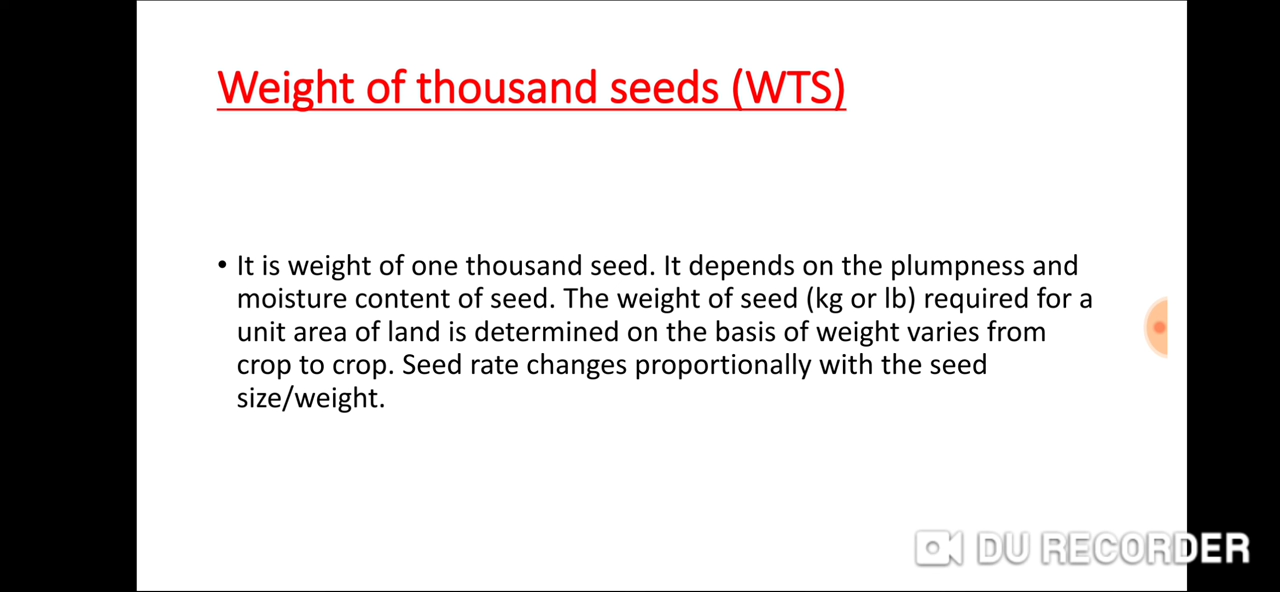 Weight of thousand seeds (WTS)
• It is weight of one thousand seed. It depends on the plumpness and
moisture content of seed. The weight of seed (kg or lb) required for a
unit area of land is determined on the basis of weight varies from
crop to crop. Seed rate changes proportionally with the seed
size/weight.
DU RECORDER